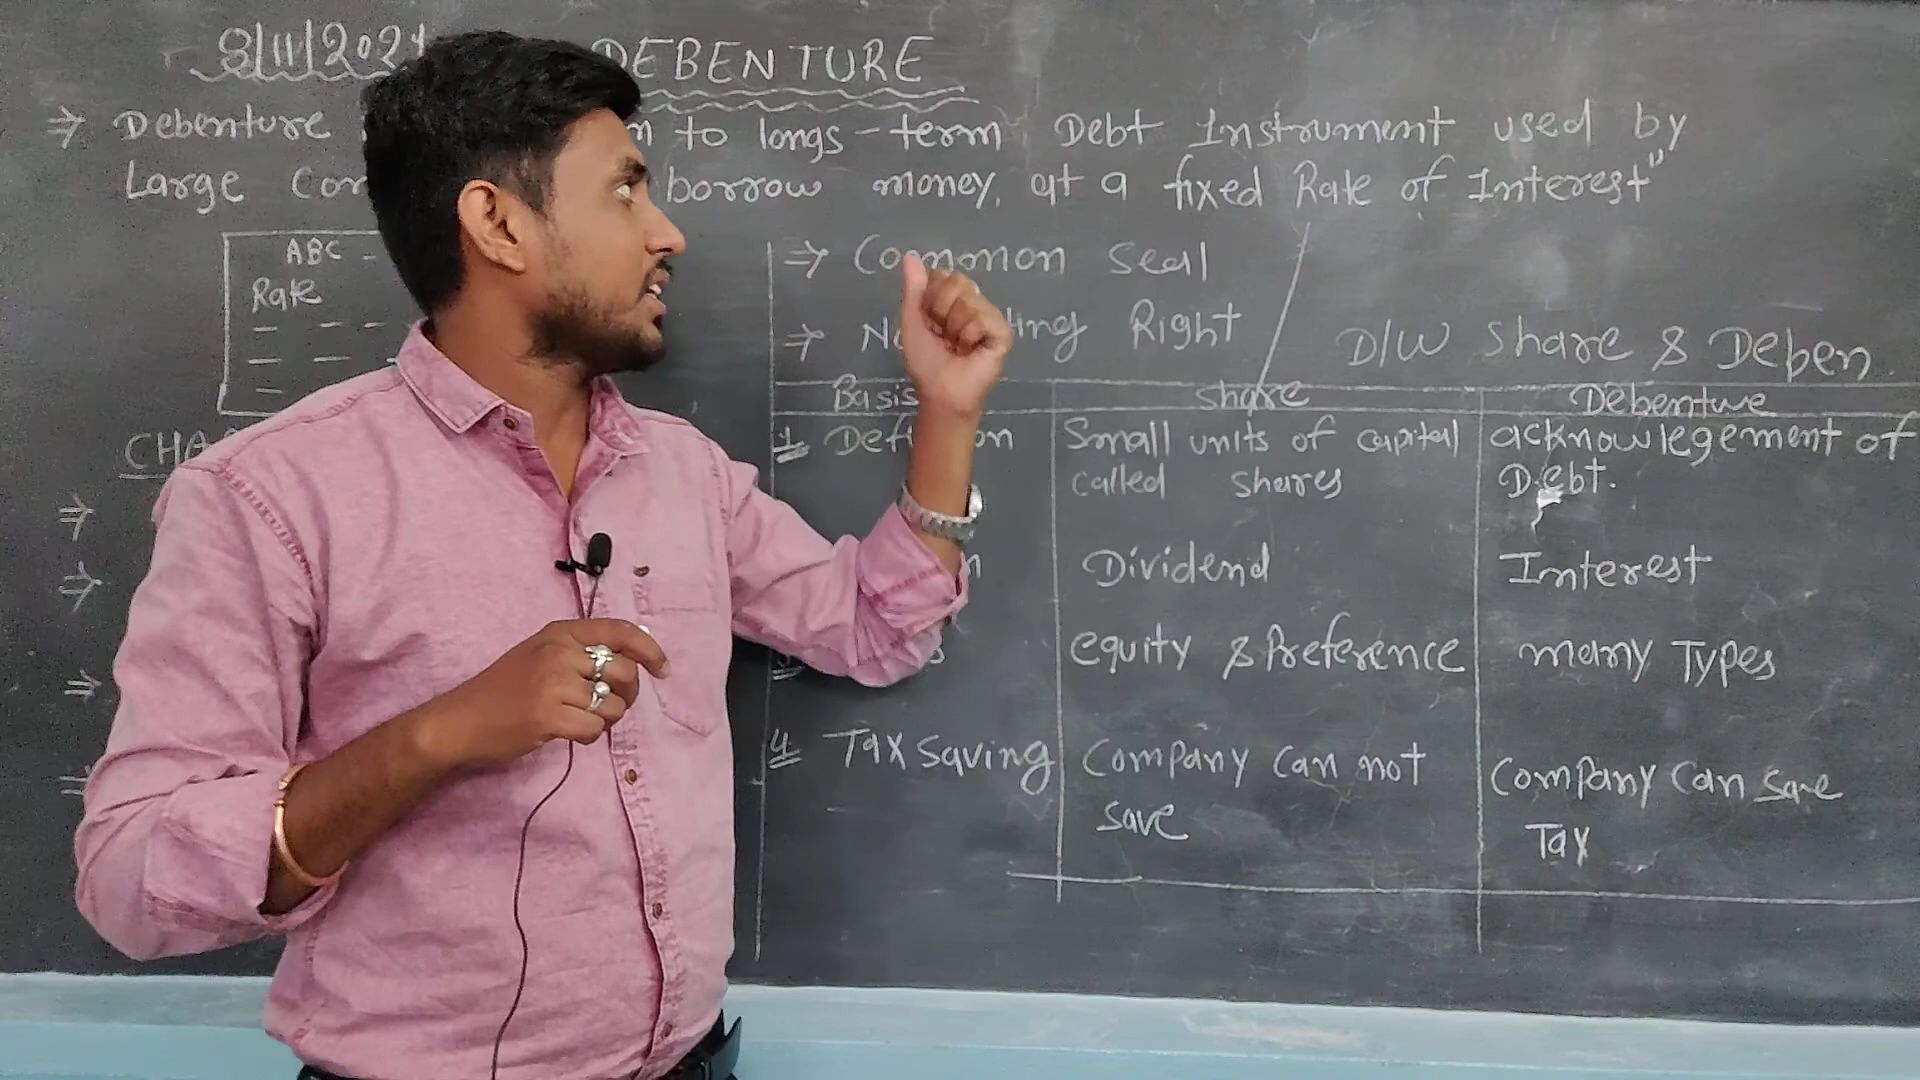 8/11/2021 DEBENTURE
⇒ Debenture to longs-term Debt Instrument used by
Large borrow money, at a fixed Rate of Interest"
ABC -
Rate
⇒ Common Seal
⇒ Right
D/W Share & Deben.
Basis Share Debenture
1 Small units of capital acknowlegement of
called Shares Debt.
Dividend Interest
equity & Preference many Types
4 Tax Saving Company Can not Company Can save
save Tax